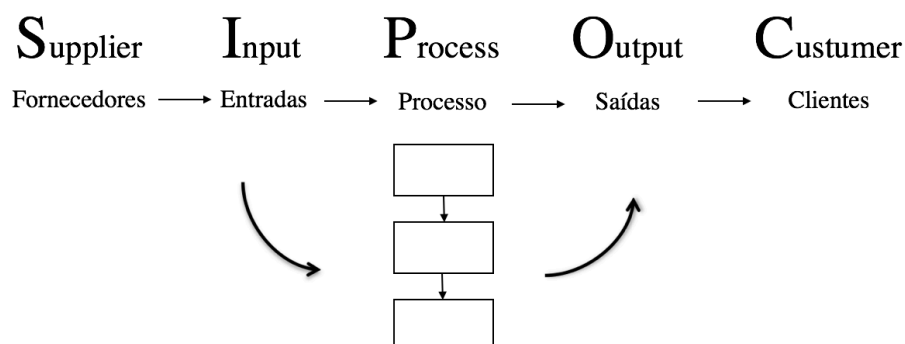 Supplier Input Process Output Custumer
Fornecedores Entradas Processo Saídas Clientes